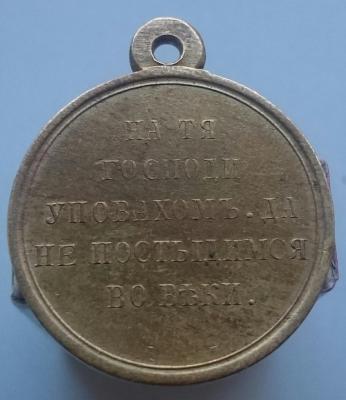 НА ТЯ
ГОСПОДИ
УПОВАХОМЪ. ДА
НЕ ПОСТЫДИМСЯ
ВО ВѢКИ.